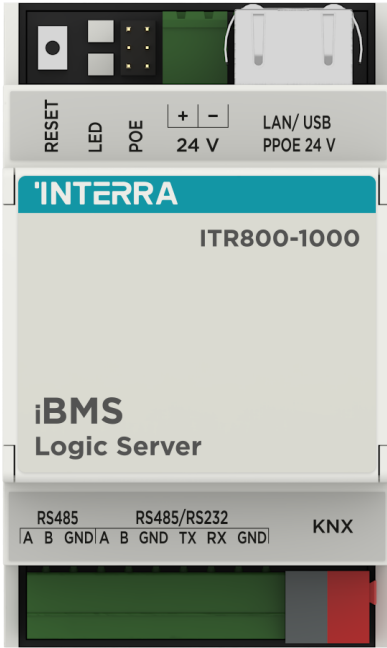 RESET LED POE + - 24 V
LAN/ USB
PPOE 24 V
INTERRA
ITR800-1000
iBMS
Logic Server
RS485 RS485/RS232
A B GND A B GND TX RX GND
KNX